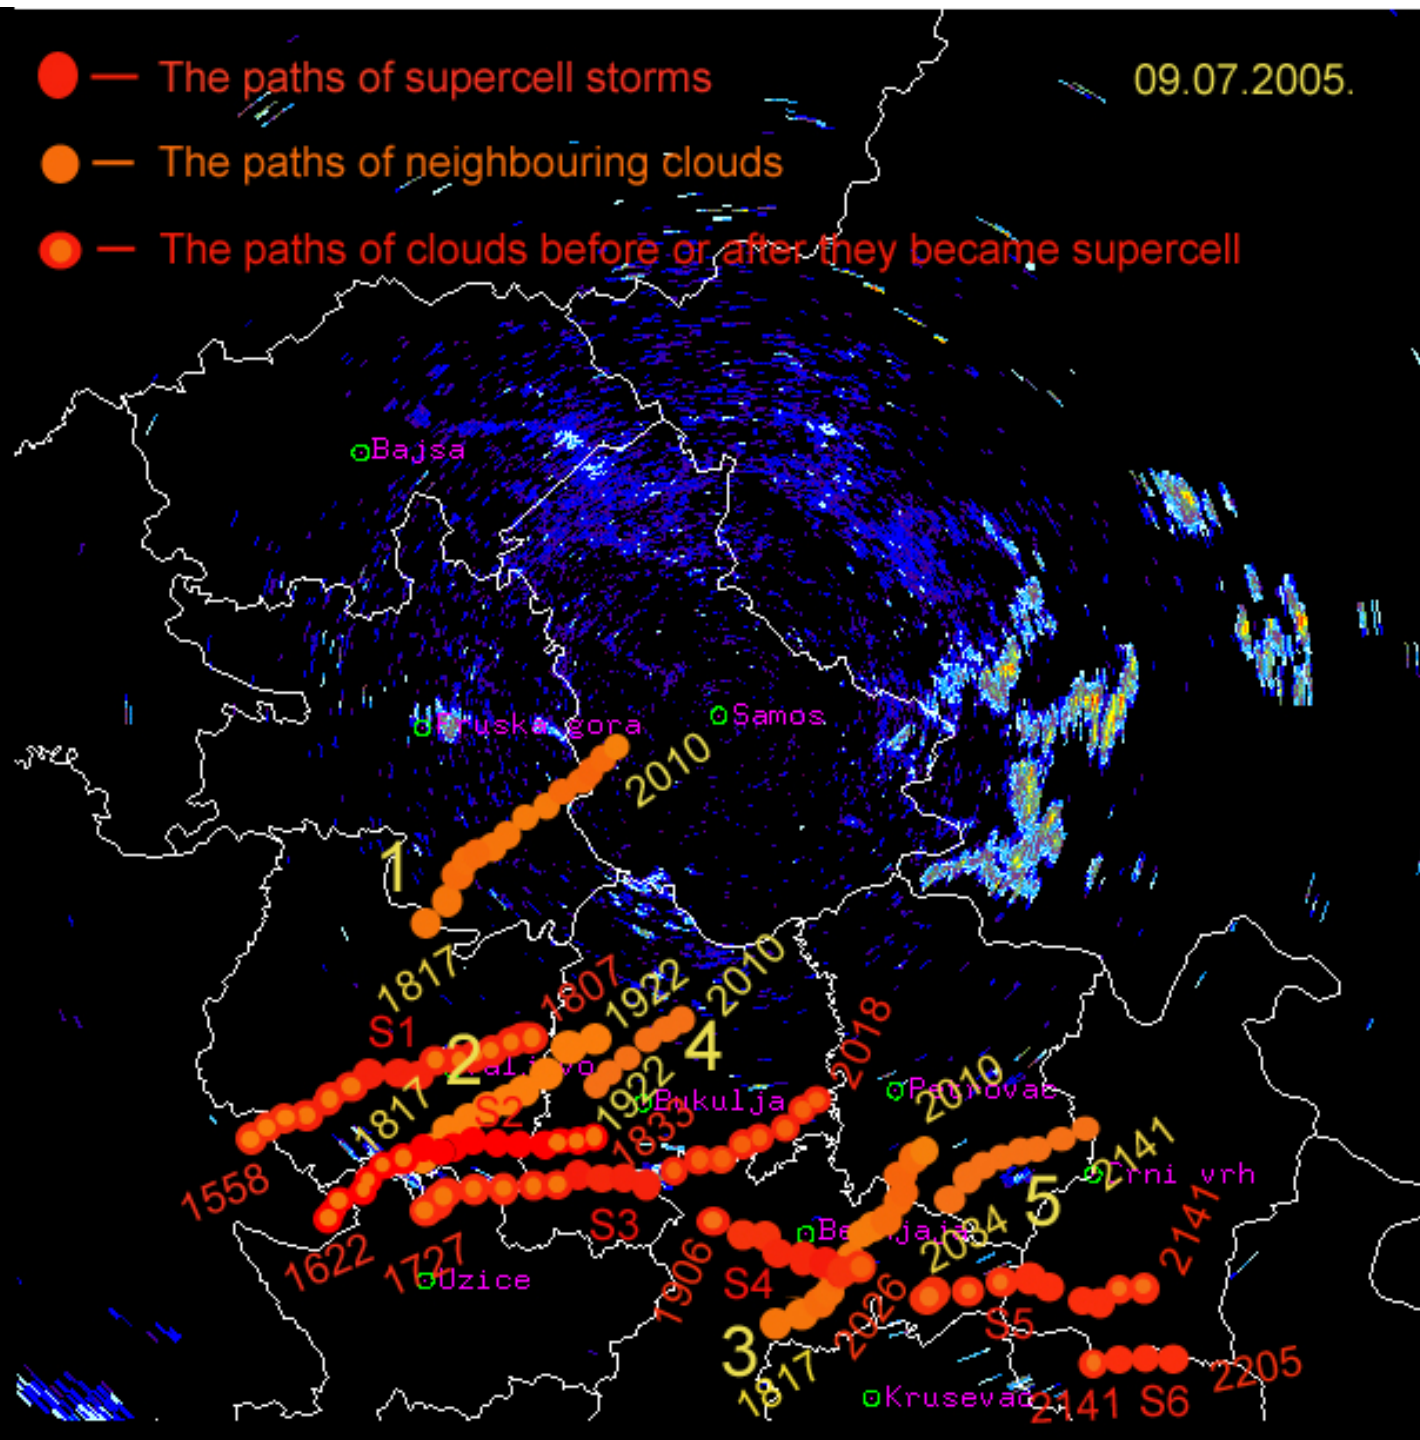 The paths of supercell storms
09.07.2005.
The paths of neighbouring clouds
The paths of clouds before or after they became supercell
Bajsa
Samos
gora
2010
1
1817
S1
1807
1922
2010
2
4
2018
1817
S2
1922
Bukulja
1833
2010
2141
Crni vrh
1558
S3
5
1622
1727
Uzice
1906
S4
2034
2141
2026
S5
3
1817
Krusevac
2141
S6
2205